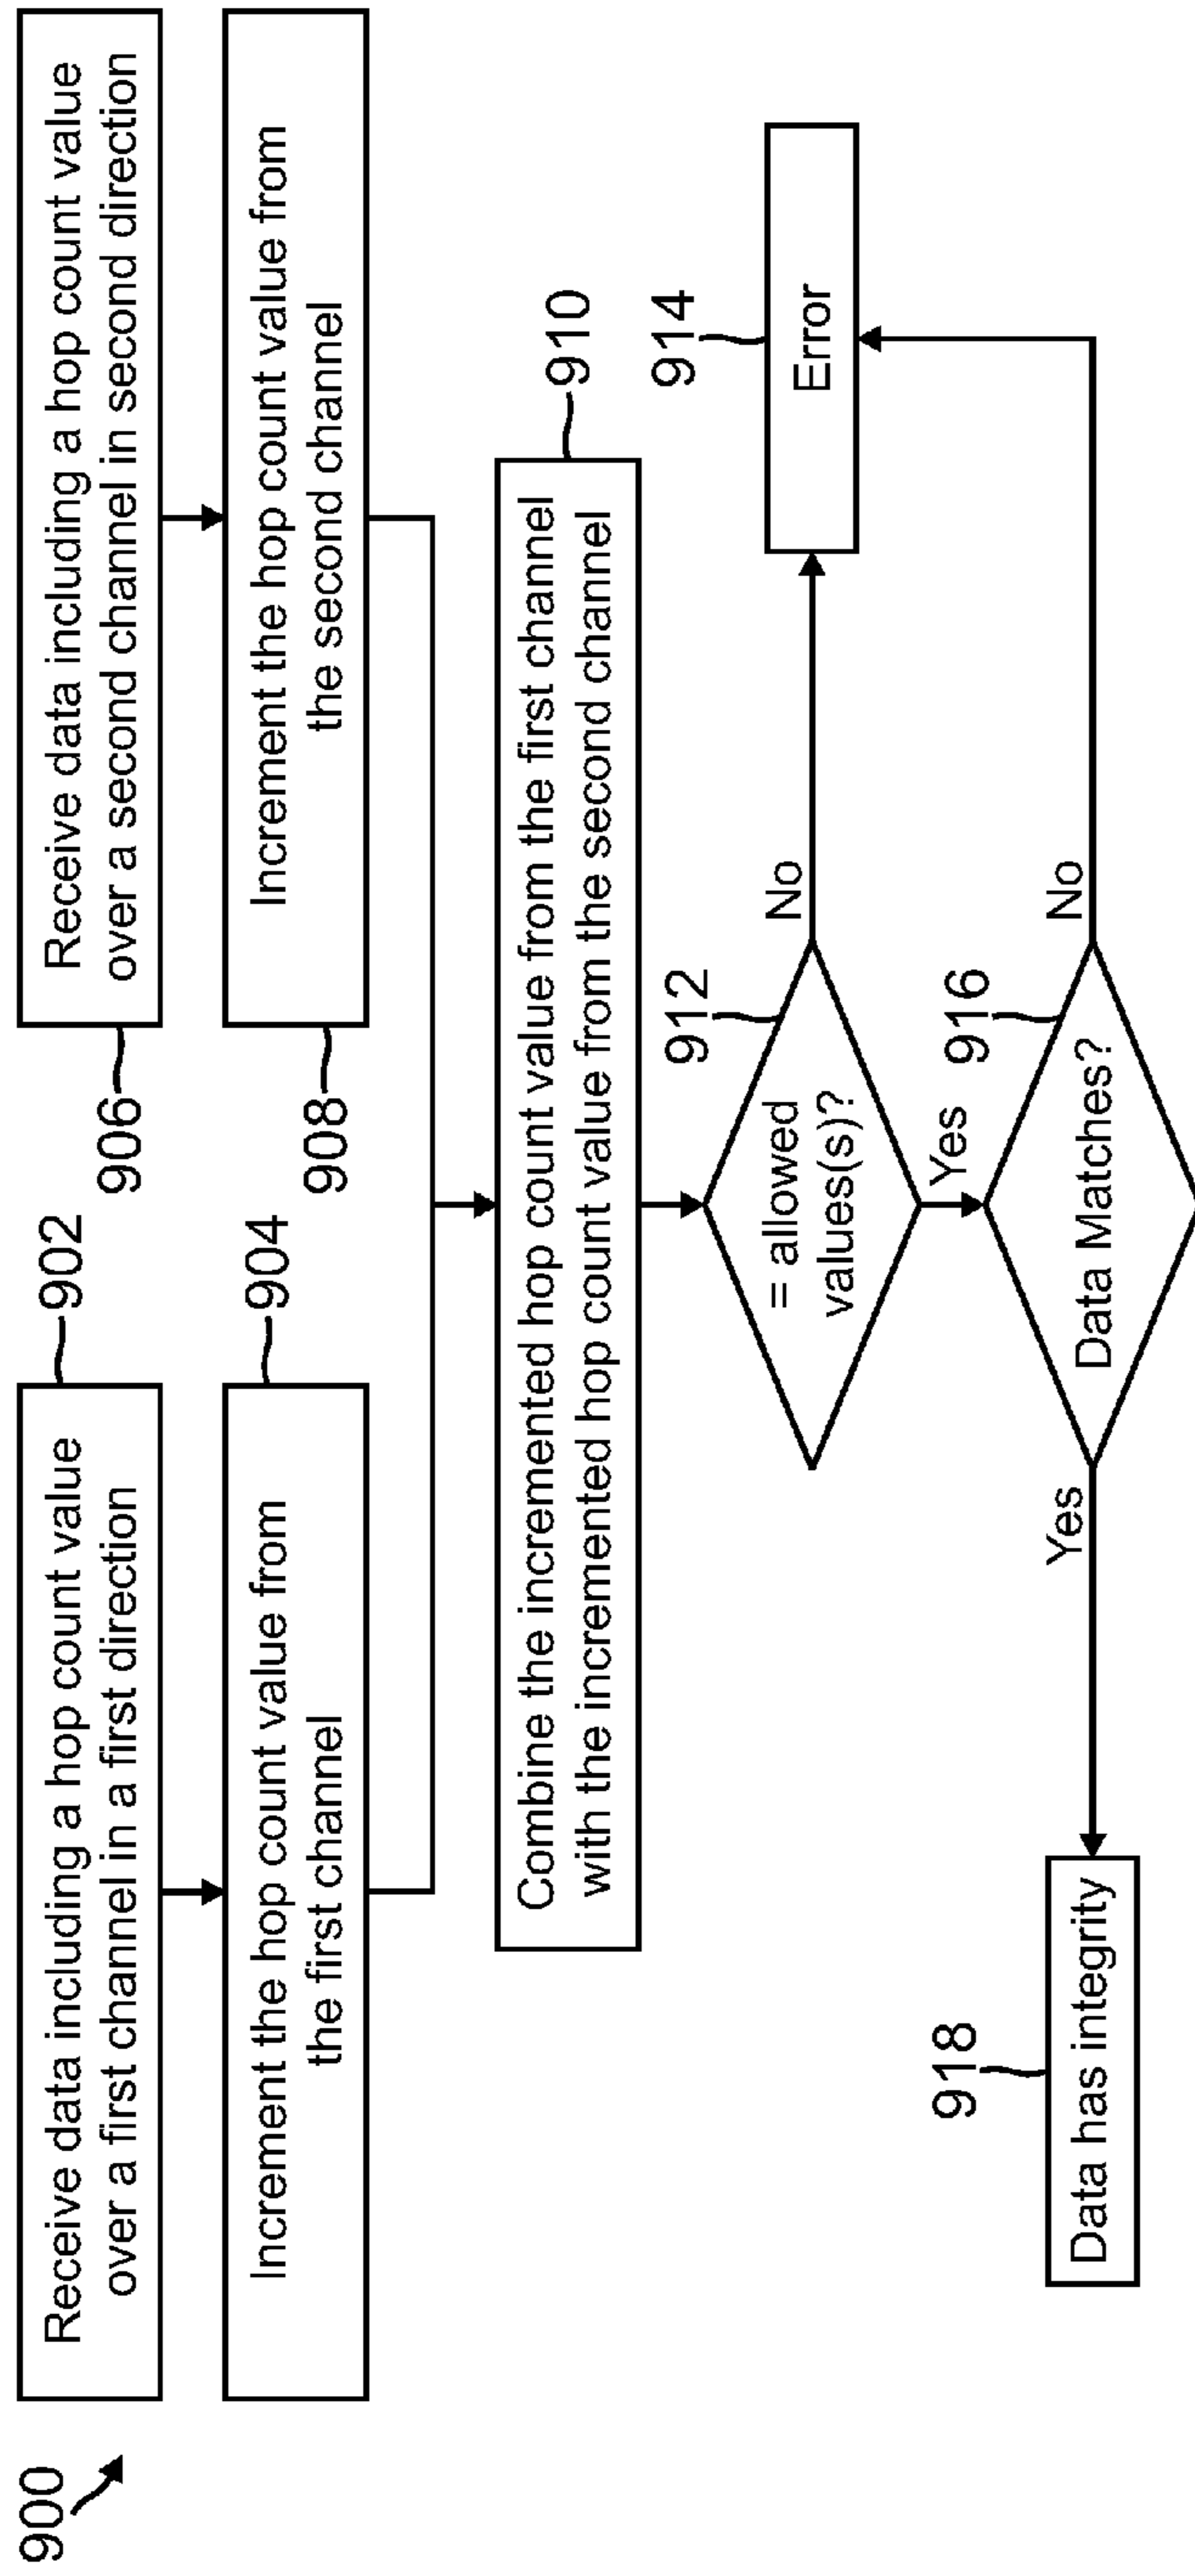 900
902
Receive data including a hop count value
over a first channel in a first direction
906
Receive data including a hop count value
over a second channel in second direction
904
Increment the hop count value from
the first channel
908
Increment the hop count value from
the second channel
910
Combine the incremented hop count value from the first channel
with the incremented hop count value from the second channel
912
= allowed
values(s)?
No
914
Error
Yes
916
Data Matches?
No
Yes
918
Data has integrity